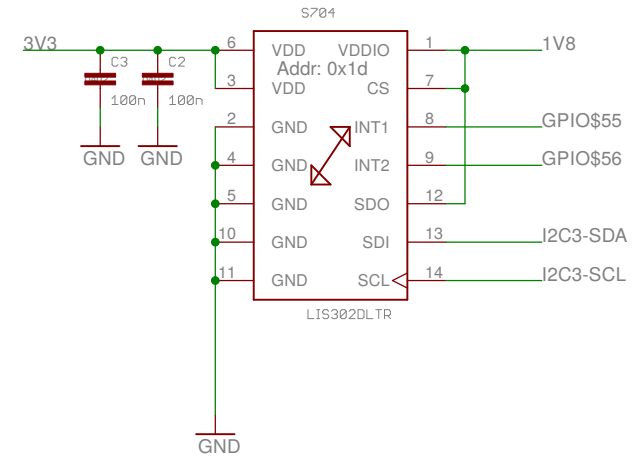 S704
3V3
6 VDD VDDIO 1 1V8
C3 C2
Addr: 0x1d
3 VDD CS 7
100n 100n
2 GND INT1 8 GPIO$55
GND GND
4 GND INT2 9 GPIO$56
5 GND SDO 12
10 GND SDI 13 I2C3-SDA
11 GND SCL 14 I2C3-SCL
LIS302DLTR
GND